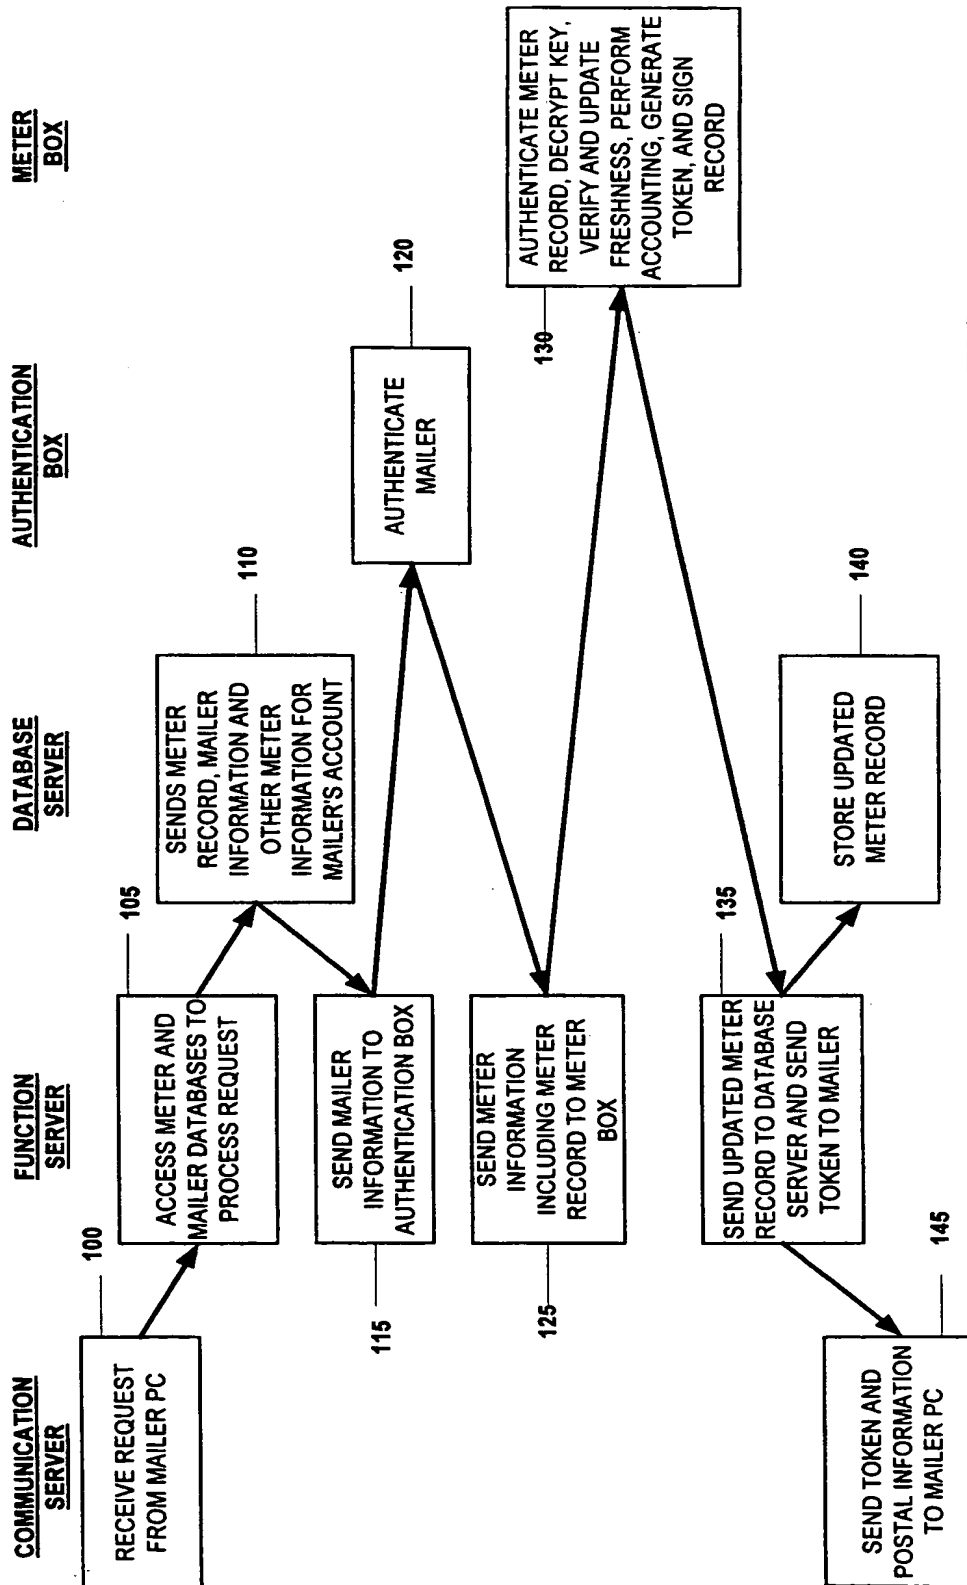 COMMUNICATION
SERVER
FUNCTION
SERVER
DATABASE
SERVER
AUTHENTICATION
BOX
METER
BOX
100
RECEIVE REQUEST
FROM MAILER PC
105
ACCESS METER AND
MAILER DATABASES TO
PROCESS REQUEST
110
SENDS METER
RECORD, MAILER
INFORMATION AND
OTHER METER
INFORMATION FOR
MAILER'S ACCOUNT
115
SEND MAILER
INFORMATION TO
AUTHENTICATION BOX
120
AUTHENTICATE
MAILER
125
SEND METER
INFORMATION
INCLUDING METER
RECORD TO METER
BOX
130
AUTHENTICATE METER
RECORD, DECRYPT KEY,
VERIFY AND UPDATE
FRESHNESS, PERFORM
ACCOUNTING, GENERATE
TOKEN, AND SIGN
RECORD
135
SEND UPDATED METER
RECORD TO DATABASE
SERVER AND SEND
TOKEN TO MAILER
140
STORE UPDATED
METER RECORD
145
SEND TOKEN AND
POSTAL INFORMATION
TO MAILER PC